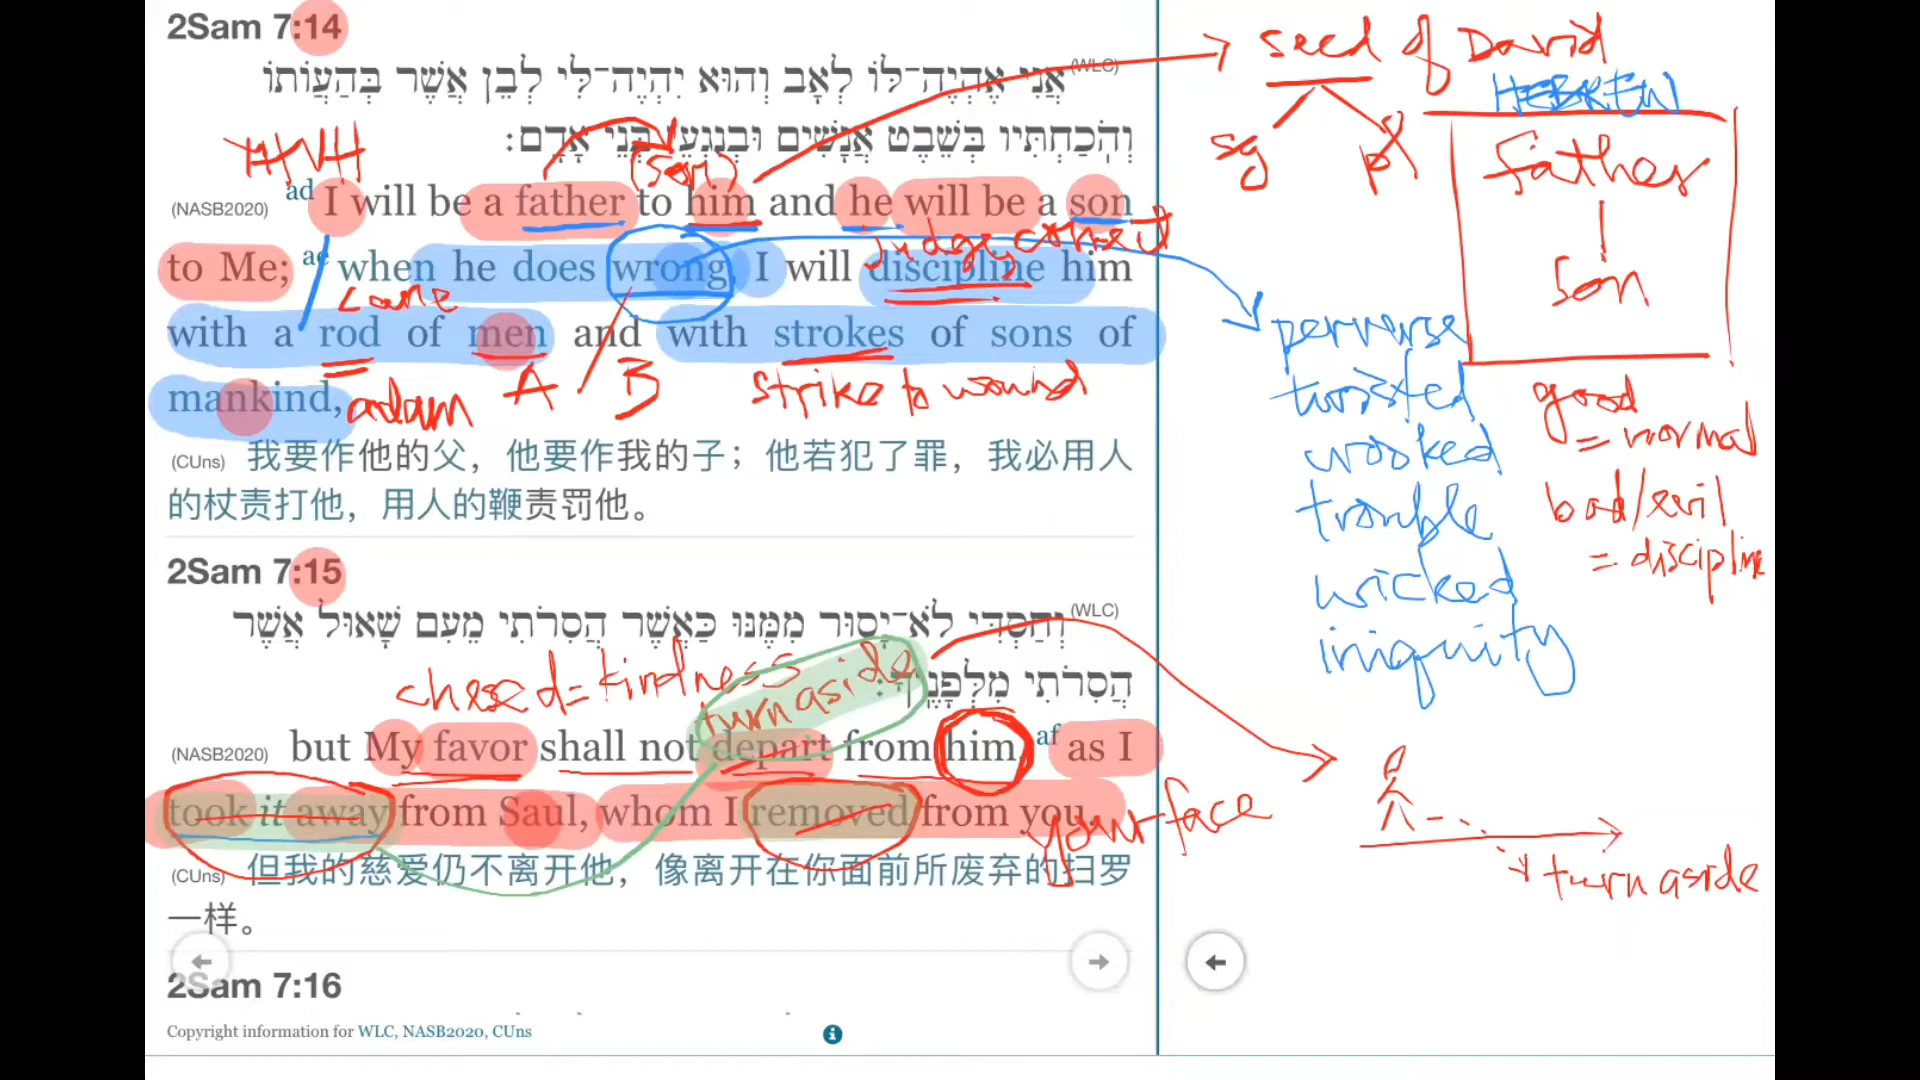 2Sam 7:14
אֲנִי אֶהְיֶה־לּוֹ לְאָב וְהוּא יִהְיֶה־לִּי לְבֵן אֲשֶׁר בְּהַעֲוֺתוֹ (WLC)
וְהֹכַחְתִּיו בְּשֵׁבֶט אֲנָשִׁים וּבְנִגְעֵי בְּנֵי אָדָם׃
(son)
(NASB2020) ad I will be a father to him and he will be a son
judge, correct
to Me; ae when he does wrong, I will discipline him
cane
with a rod of men and with strokes of sons of
mankind,
adam A B strike to wound
(CUns) 我要作他的父，他要作我的子；他若犯了罪，我必用人
的杖责打他，用人的鞭责罚他。
2Sam 7:15
וְחַסְדִּי לֹא־יָסוּר מִמֶּנּוּ כַּאֲשֶׁר הֲסִרֹתִי מֵעִם שָׁאוּל אֲשֶׁר (WLC)
הֲסִרֹתִי מִלְּפָנֶיךָ׃
chesed=kindness
turn aside
(NASB2020) but My favor shall not depart from him, af as I
took it away from Saul, whom I removed from you.
your face
(CUns) 但我的慈爱仍不离开他，像离开在你面前所废弃的扫罗
一样。
2Sam 7:16
Copyright information for WLC, NASB2020, CUns
seed of David
HEBREW
sg pl
father
son
perverse
twisted
crooked
trouble
wicked
iniquity
good
= normal
bad/evil
= discipline
turn aside